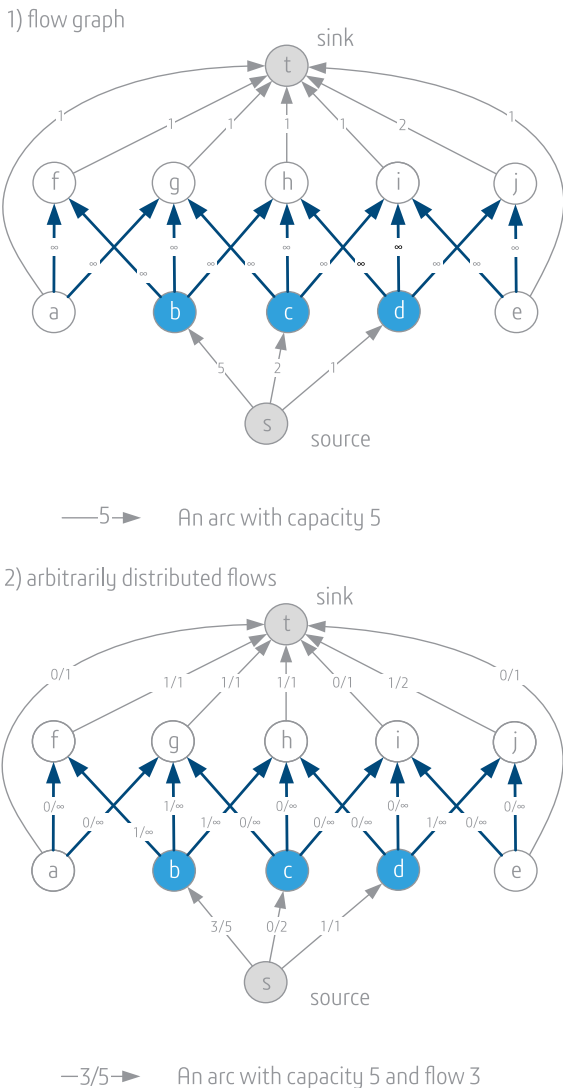 1) flow graph
sink
t
1 1 1 1 1 2 1
f g h i j
∞ ∞ ∞ ∞ ∞ ∞ ∞ ∞ ∞ ∞ ∞ ∞ ∞
a b c d e
5 2 1
s
source
5 An arc with capacity 5
2) arbitrarily distributed flows
sink
t
0/1 1/1 1/1 1/1 0/1 1/2 0/1
f g h i j
0/∞ 1/∞ 0/∞ 0/∞ 0/∞
0/∞ 1/∞ 1/∞ 0/∞ 0/∞ 0/∞ 1/∞ 0/∞
a b c d e
3/5 0/2 1/1
s
source
3/5 An arc with capacity 5 and flow 3